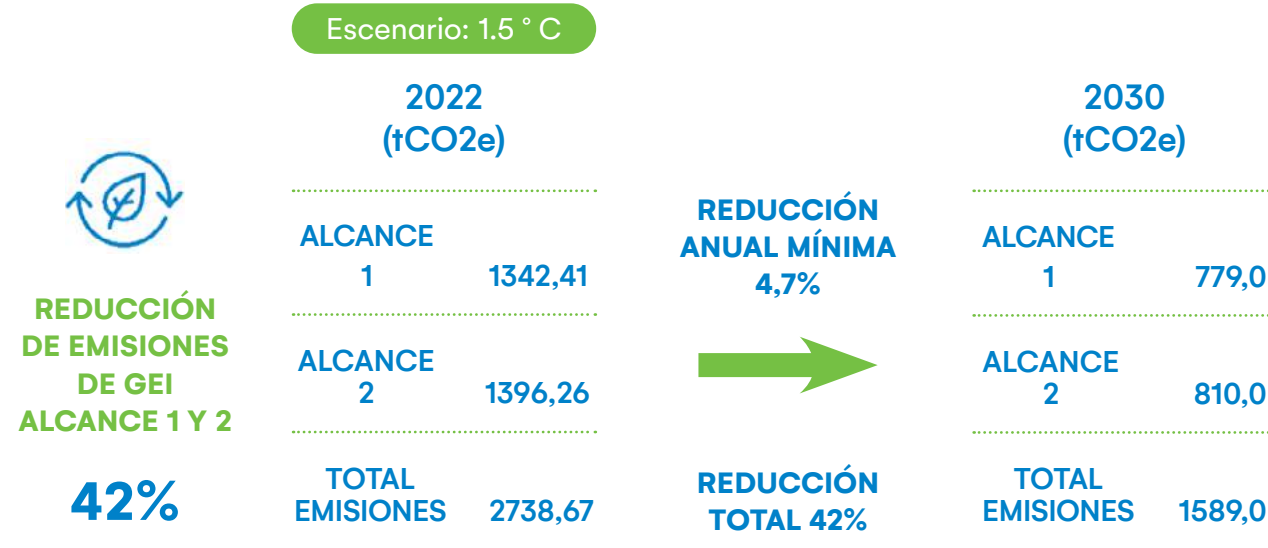 Escenario: 1.5 ° C
2022
(tCO2e)
2030
(tCO2e)
REDUCCIÓN
DE EMISIONES
DE GEI
ALCANCE 1 Y 2
42%
ALCANCE
1 1342,41
ALCANCE
2 1396,26
TOTAL
EMISIONES 2738,67
REDUCCIÓN
ANUAL MÍNIMA
4,7%
REDUCCIÓN
TOTAL 42%
ALCANCE
1 779,0
ALCANCE
2 810,0
TOTAL
EMISIONES 1589,0